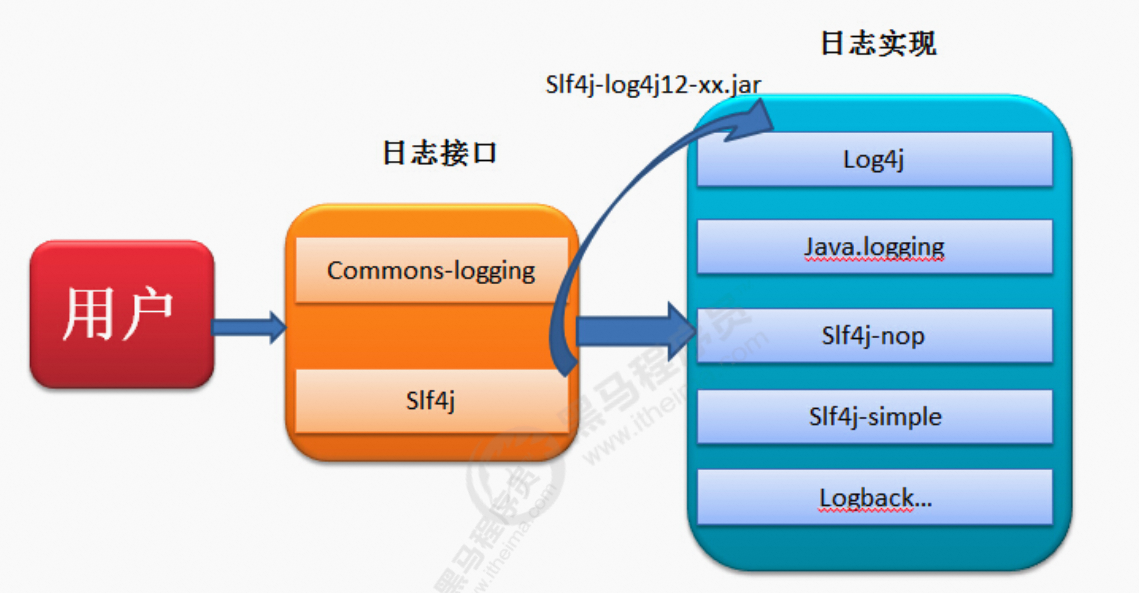 日志实现
Slf4j-log4j12-xx.jar
日志接口
Log4j
Commons-logging
Java.logging
用户
Slf4j-nop
Slf4j
Slf4j-simple
Logback...
黑马程序员
www.itheima.com
黑马程序员
www.itheima.com